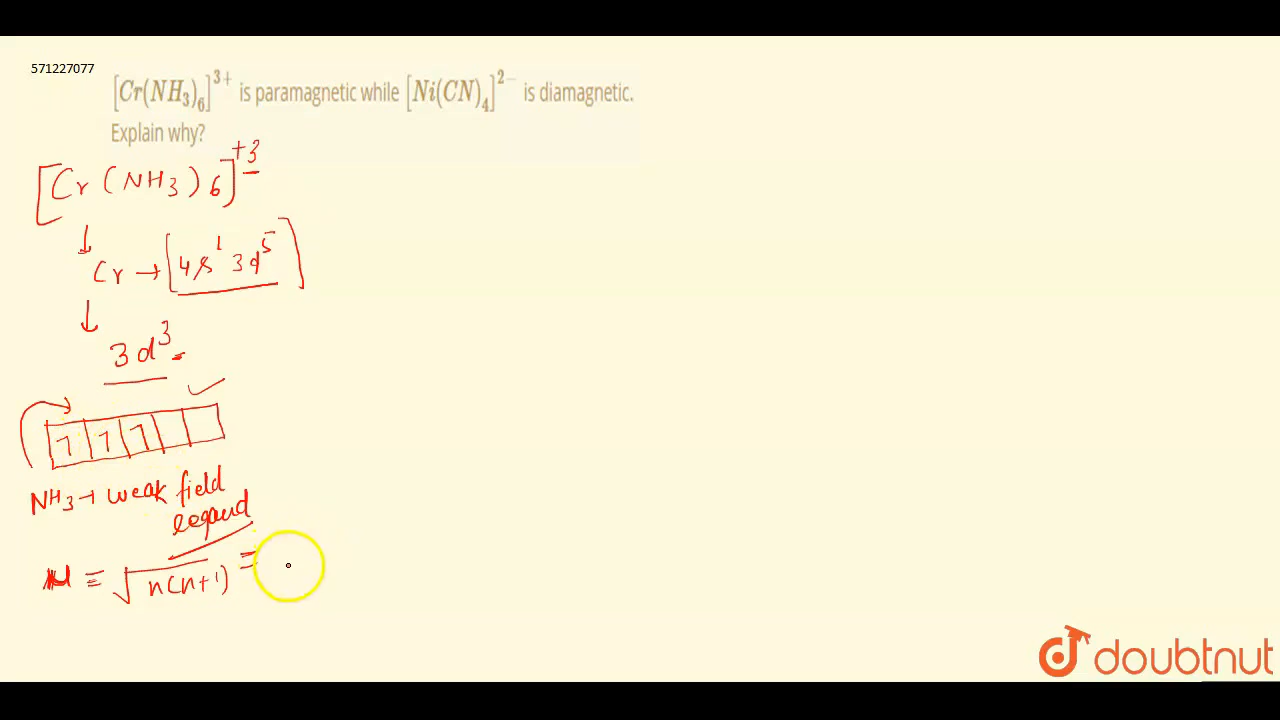 571227077
[Cr(NH₃)₆]³⁺ is paramagnetic while [Ni(CN)₄]²⁻ is diamagnetic.
Explain why?
[Cr(NH3)6]+3
↓
Cr → [4s¹ 3d⁵]
↓
3d³
1 1 1
NH3 → weak field
legand
μ = √n(n+1) =
doubtnut